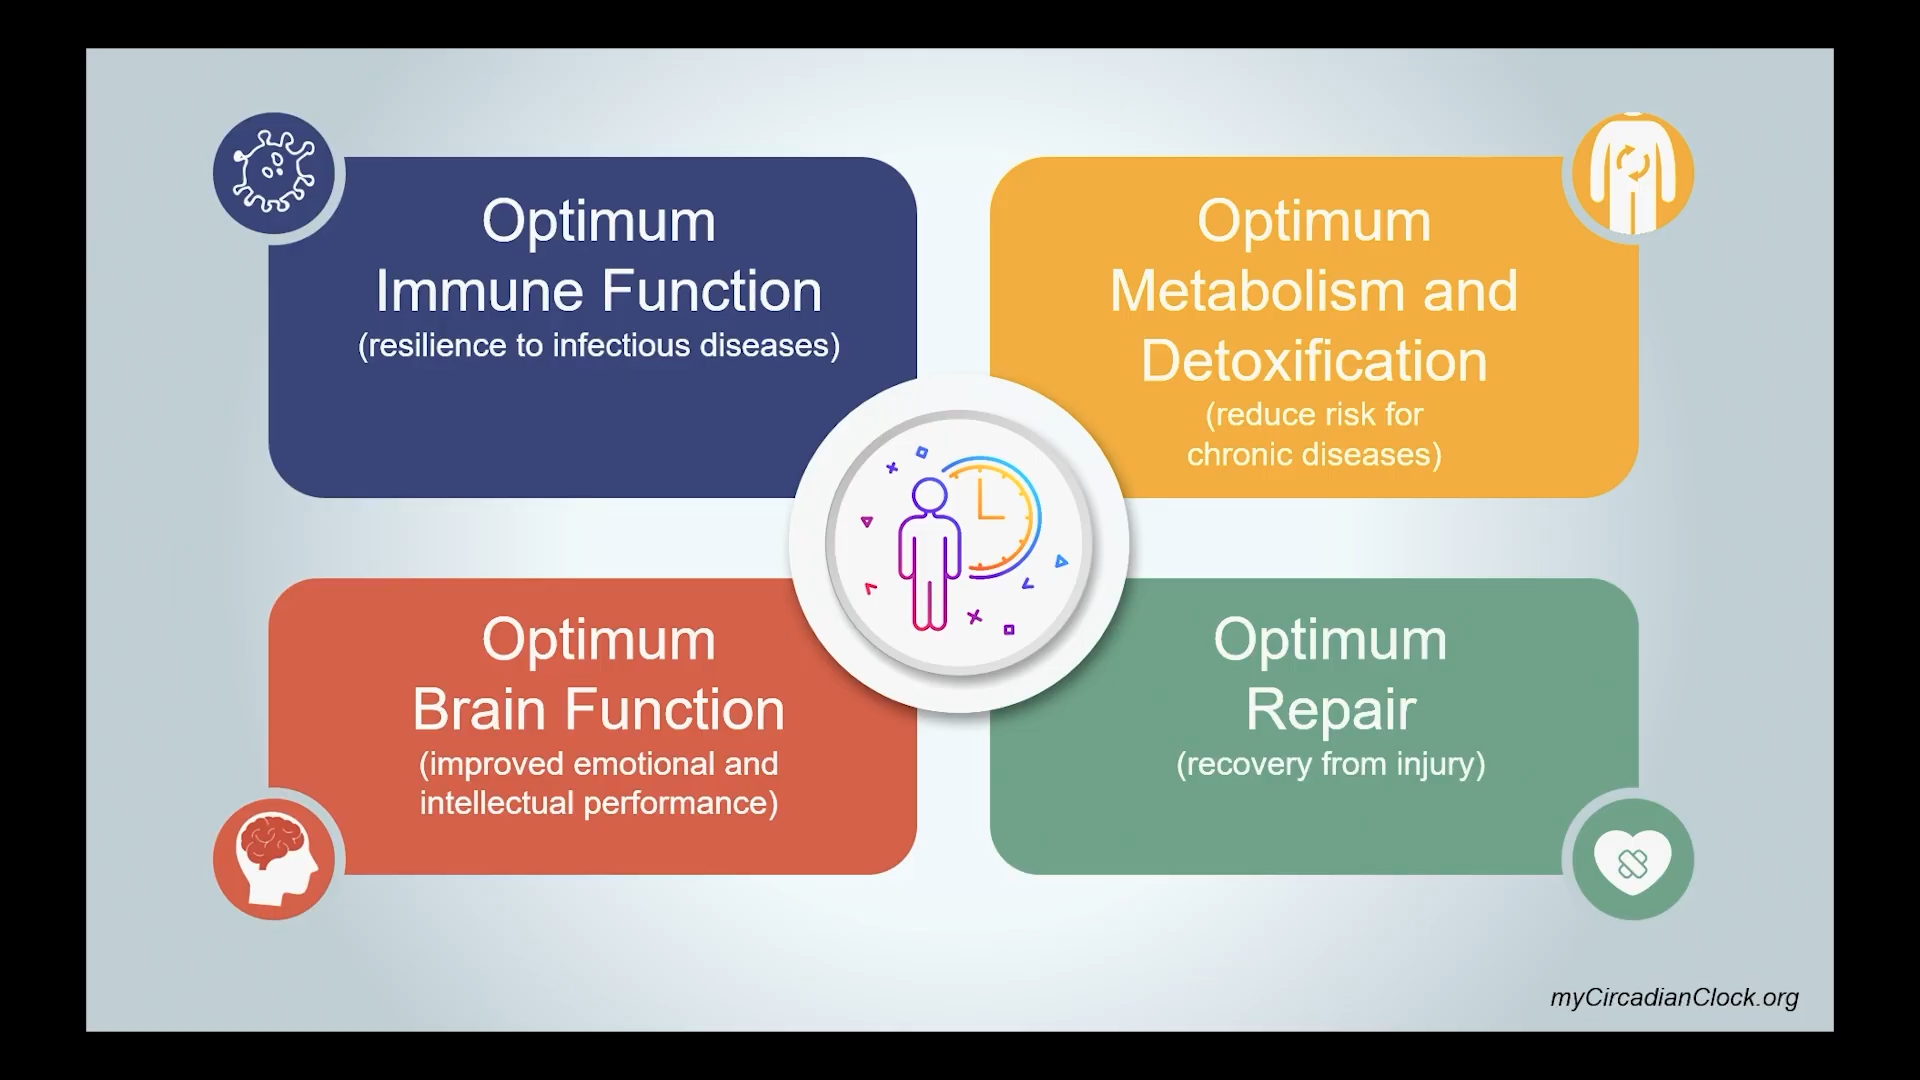 Optimum
Immune Function
(resilience to infectious diseases)
Optimum
Metabolism and
Detoxification
(reduce risk for
chronic diseases)
Optimum
Brain Function
(improved emotional and
intellectual performance)
Optimum
Repair
(recovery from injury)
myCircadianClock.org